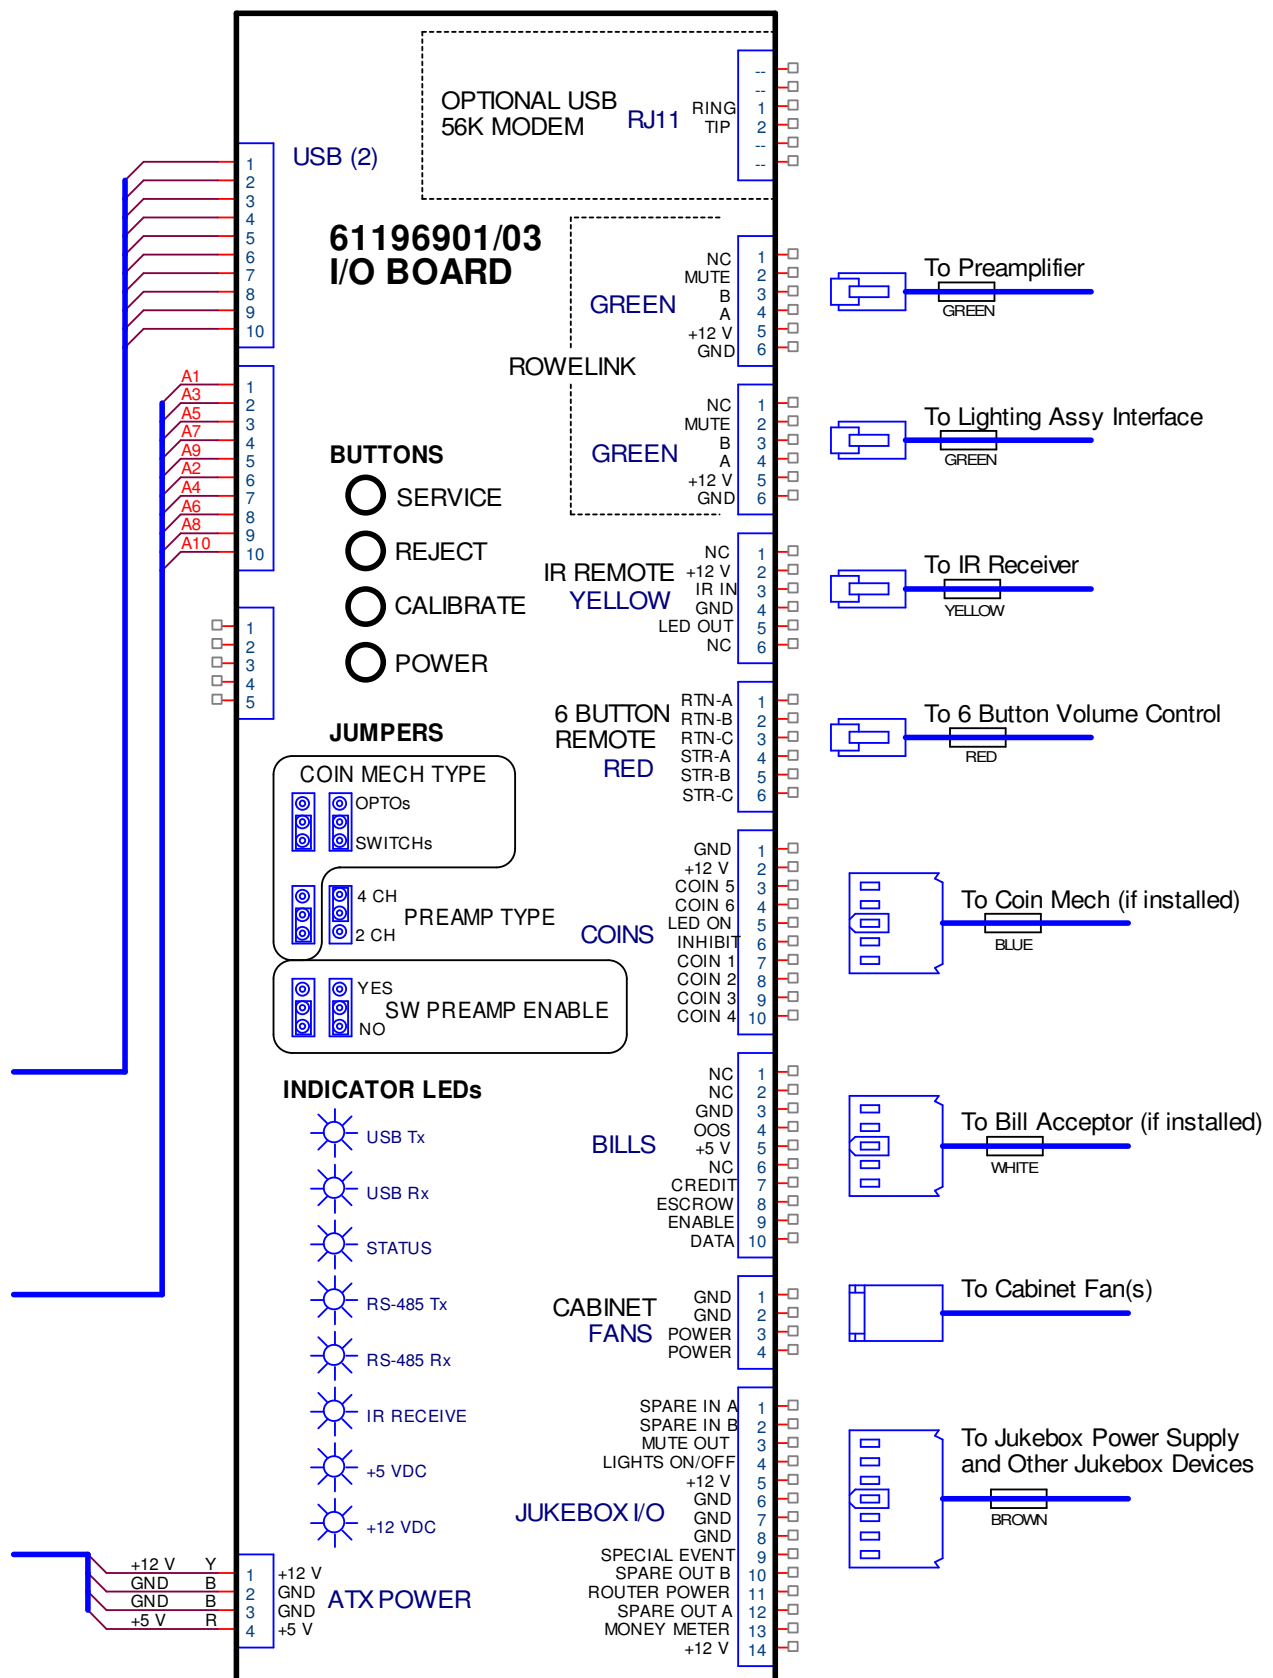 OPTIONAL USB
56K MODEM
RJ11
RING
TIP
--
--
1
2
--
--
USB (2)
1
2
3
4
5
6
7
8
9
10
61196901/03
I/O BOARD
GREEN
NC 1
MUTE 2
B 3
A 4
+12 V 5
GND 6
To Preamplifier
GREEN
ROWELINK
GREEN
NC 1
MUTE 2
B 3
A 4
+12 V 5
GND 6
To Lighting Assy Interface
GREEN
A1 1
A3 2
A5 3
A7 4
A9 5
A2 6
A4 7
A6 8
A8 9
A10 10
BUTTONS
SERVICE
REJECT
CALIBRATE
POWER
1
2
3
4
5
IR REMOTE
YELLOW
NC 1
+12 V 2
IR IN 3
GND 4
LED OUT 5
NC 6
To IR Receiver
YELLOW
6 BUTTON
REMOTE
RED
RTN-A 1
RTN-B 2
RTN-C 3
STR-A 4
STR-B 5
STR-C 6
To 6 Button Volume Control
RED
JUMPERS
COIN MECH TYPE
OPTOs
SWITCHs
4 CH
PREAMP TYPE
2 CH
YES
SW PREAMP ENABLE
NO
COINS
GND 1
+12 V 2
COIN 5 3
COIN 6 4
LED ON 5
INHIBIT 6
COIN 1 7
COIN 2 8
COIN 3 9
COIN 4 10
To Coin Mech (if installed)
BLUE
INDICATOR LEDs
USB Tx
USB Rx
STATUS
RS-485 Tx
RS-485 Rx
IR RECEIVE
+5 VDC
+12 VDC
BILLS
NC 1
NC 2
GND 3
OOS 4
+5 V 5
NC 6
CREDIT 7
ESCROW 8
ENABLE 9
DATA 10
To Bill Acceptor (if installed)
WHITE
CABINET
FANS
GND 1
GND 2
POWER 3
POWER 4
To Cabinet Fan(s)
JUKEBOX I/O
SPARE IN A 1
SPARE IN B 2
MUTE OUT 3
LIGHTS ON/OFF 4
+12 V 5
GND 6
GND 7
GND 8
SPECIAL EVENT 9
SPARE OUT B 10
ROUTER POWER 11
SPARE OUT A 12
MONEY METER 13
+12 V 14
To Jukebox Power Supply
and Other Jukebox Devices
BROWN
ATX POWER
+12 V Y 1 +12 V
GND B 2 GND
GND B 3 GND
+5 V R 4 +5 V